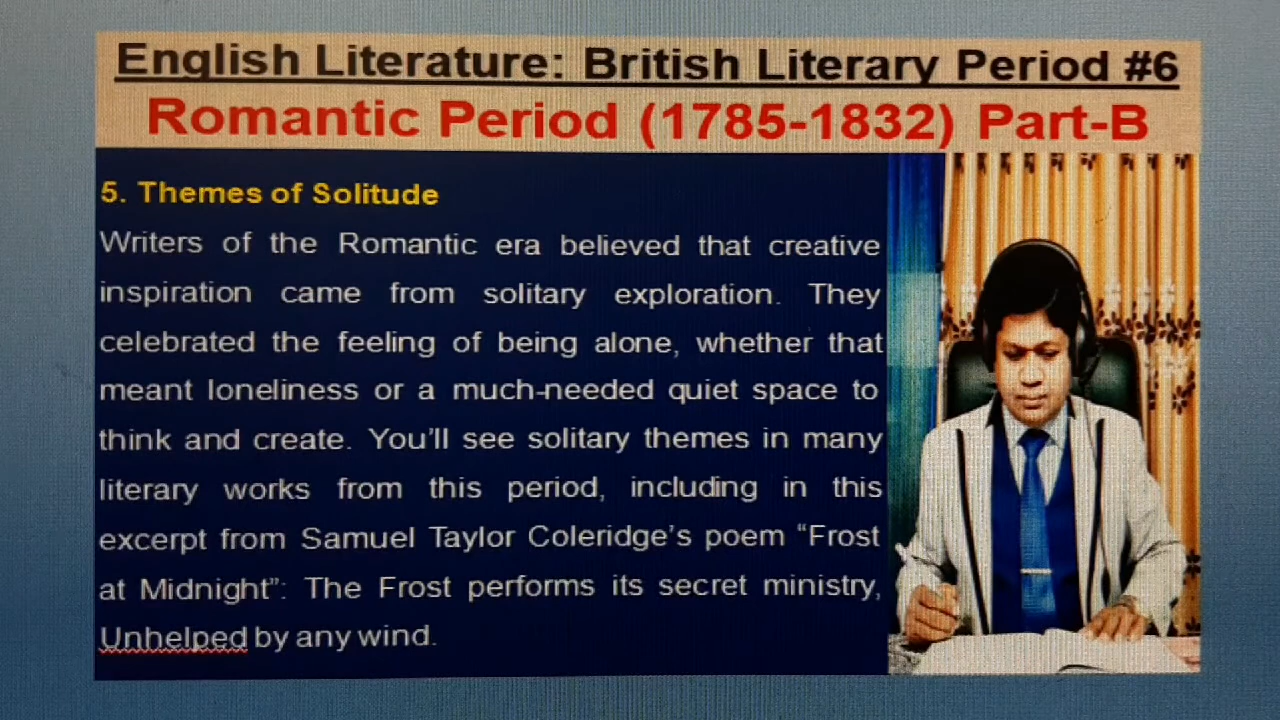 English Literature: British Literary Period #6
Romantic Period (1785-1832) Part-B
5. Themes of Solitude
Writers of the Romantic era believed that creative
inspiration came from solitary exploration. They
celebrated the feeling of being alone, whether that
meant loneliness or a much-needed quiet space to
think and create. You’ll see solitary themes in many
literary works from this period, including in this
excerpt from Samuel Taylor Coleridge’s poem “Frost
at Midnight”: The Frost performs its secret ministry,
Unhelped by any wind.